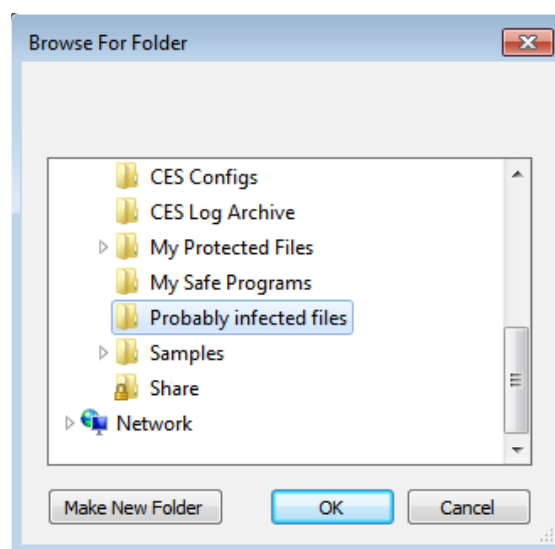 Browse For Folder
CES Configs
CES Log Archive
My Protected Files
My Safe Programs
Probably infected files
Samples
Share
Network
Make New Folder OK Cancel